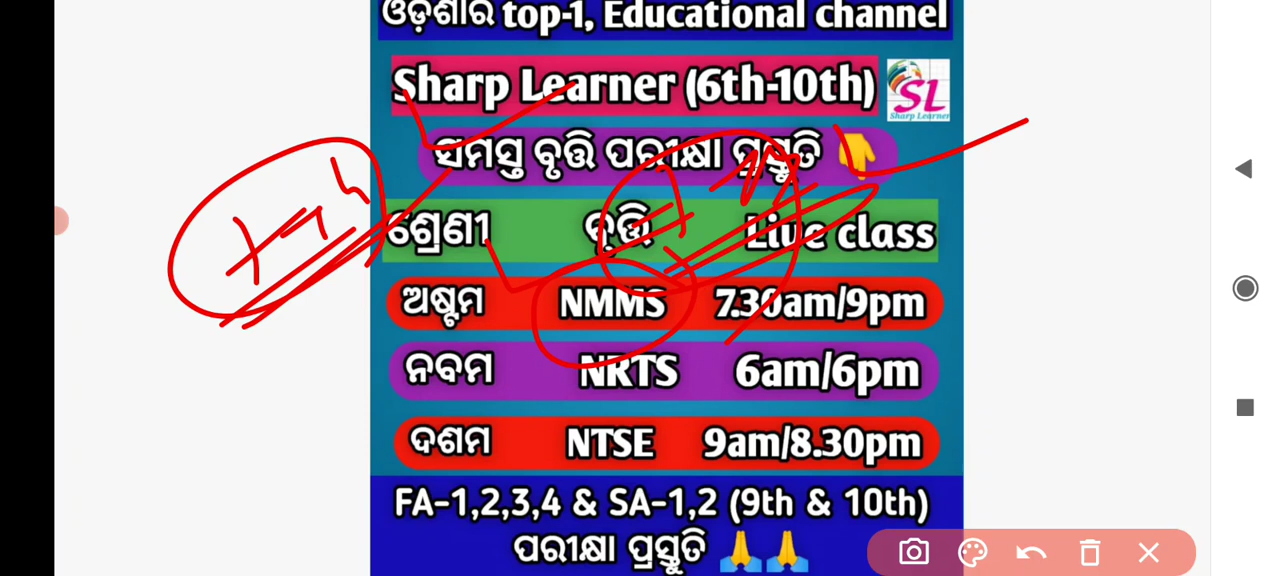 ଓଡ଼ିଶାର top-1, Educational channel
Sharp Learner (6th-10th)
SL
Sharp Learner
ସମସ୍ତ ବୃତ୍ତି ପରୀକ୍ଷା ପ୍ରସ୍ତୁତି 👇
ଶ୍ରେଣୀ ବୃତ୍ତି Live class
ଅଷ୍ଟମ NMMS 7.30am/9pm
ନବମ NRTS 6am/6pm
ଦଶମ NTSE 9am/8.30pm
FA-1,2,3,4 & SA-1,2 (9th & 10th)
ପରୀକ୍ଷା ପ୍ରସ୍ତୁତି 🙏🙏